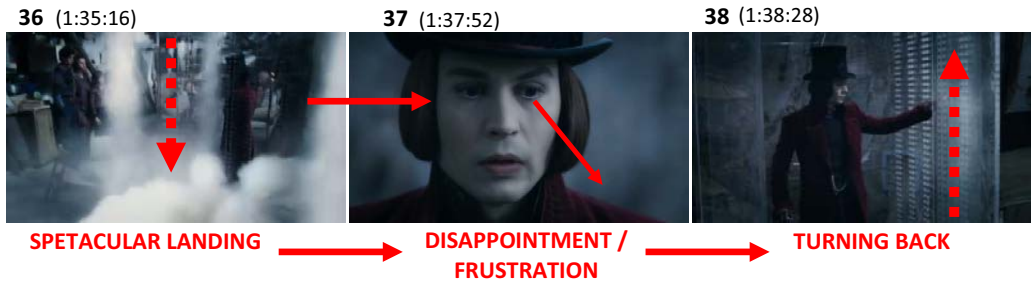 36 (1:35:16)
37 (1:37:52)
38 (1:38:28)
SPETACULAR LANDING
DISAPPOINTMENT /
FRUSTRATION
TURNING BACK